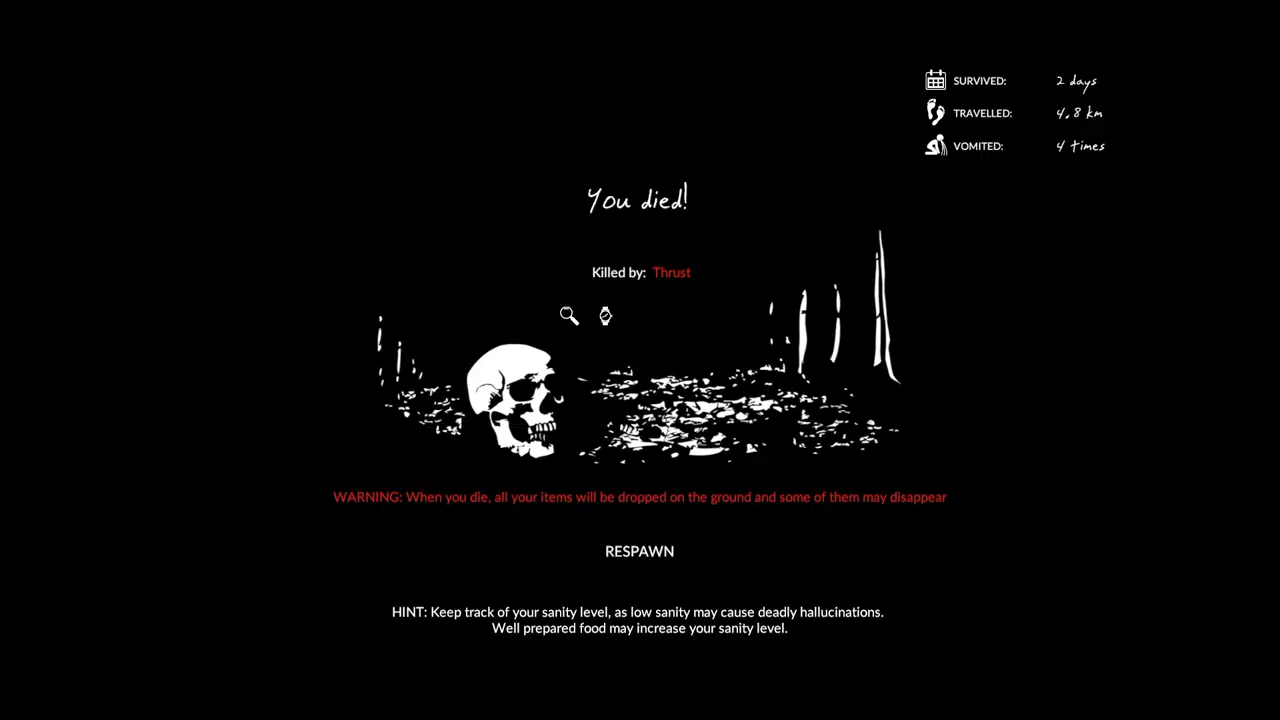 SURVIVED: 2 days
TRAVELLED: 4.8 km
VOMITED: 4 times
You died!
Killed by: Thrust
WARNING: When you die, all your items will be dropped on the ground and some of them may disappear
RESPAWN
HINT: Keep track of your sanity level, as low sanity may cause deadly hallucinations.
Well prepared food may increase your sanity level.